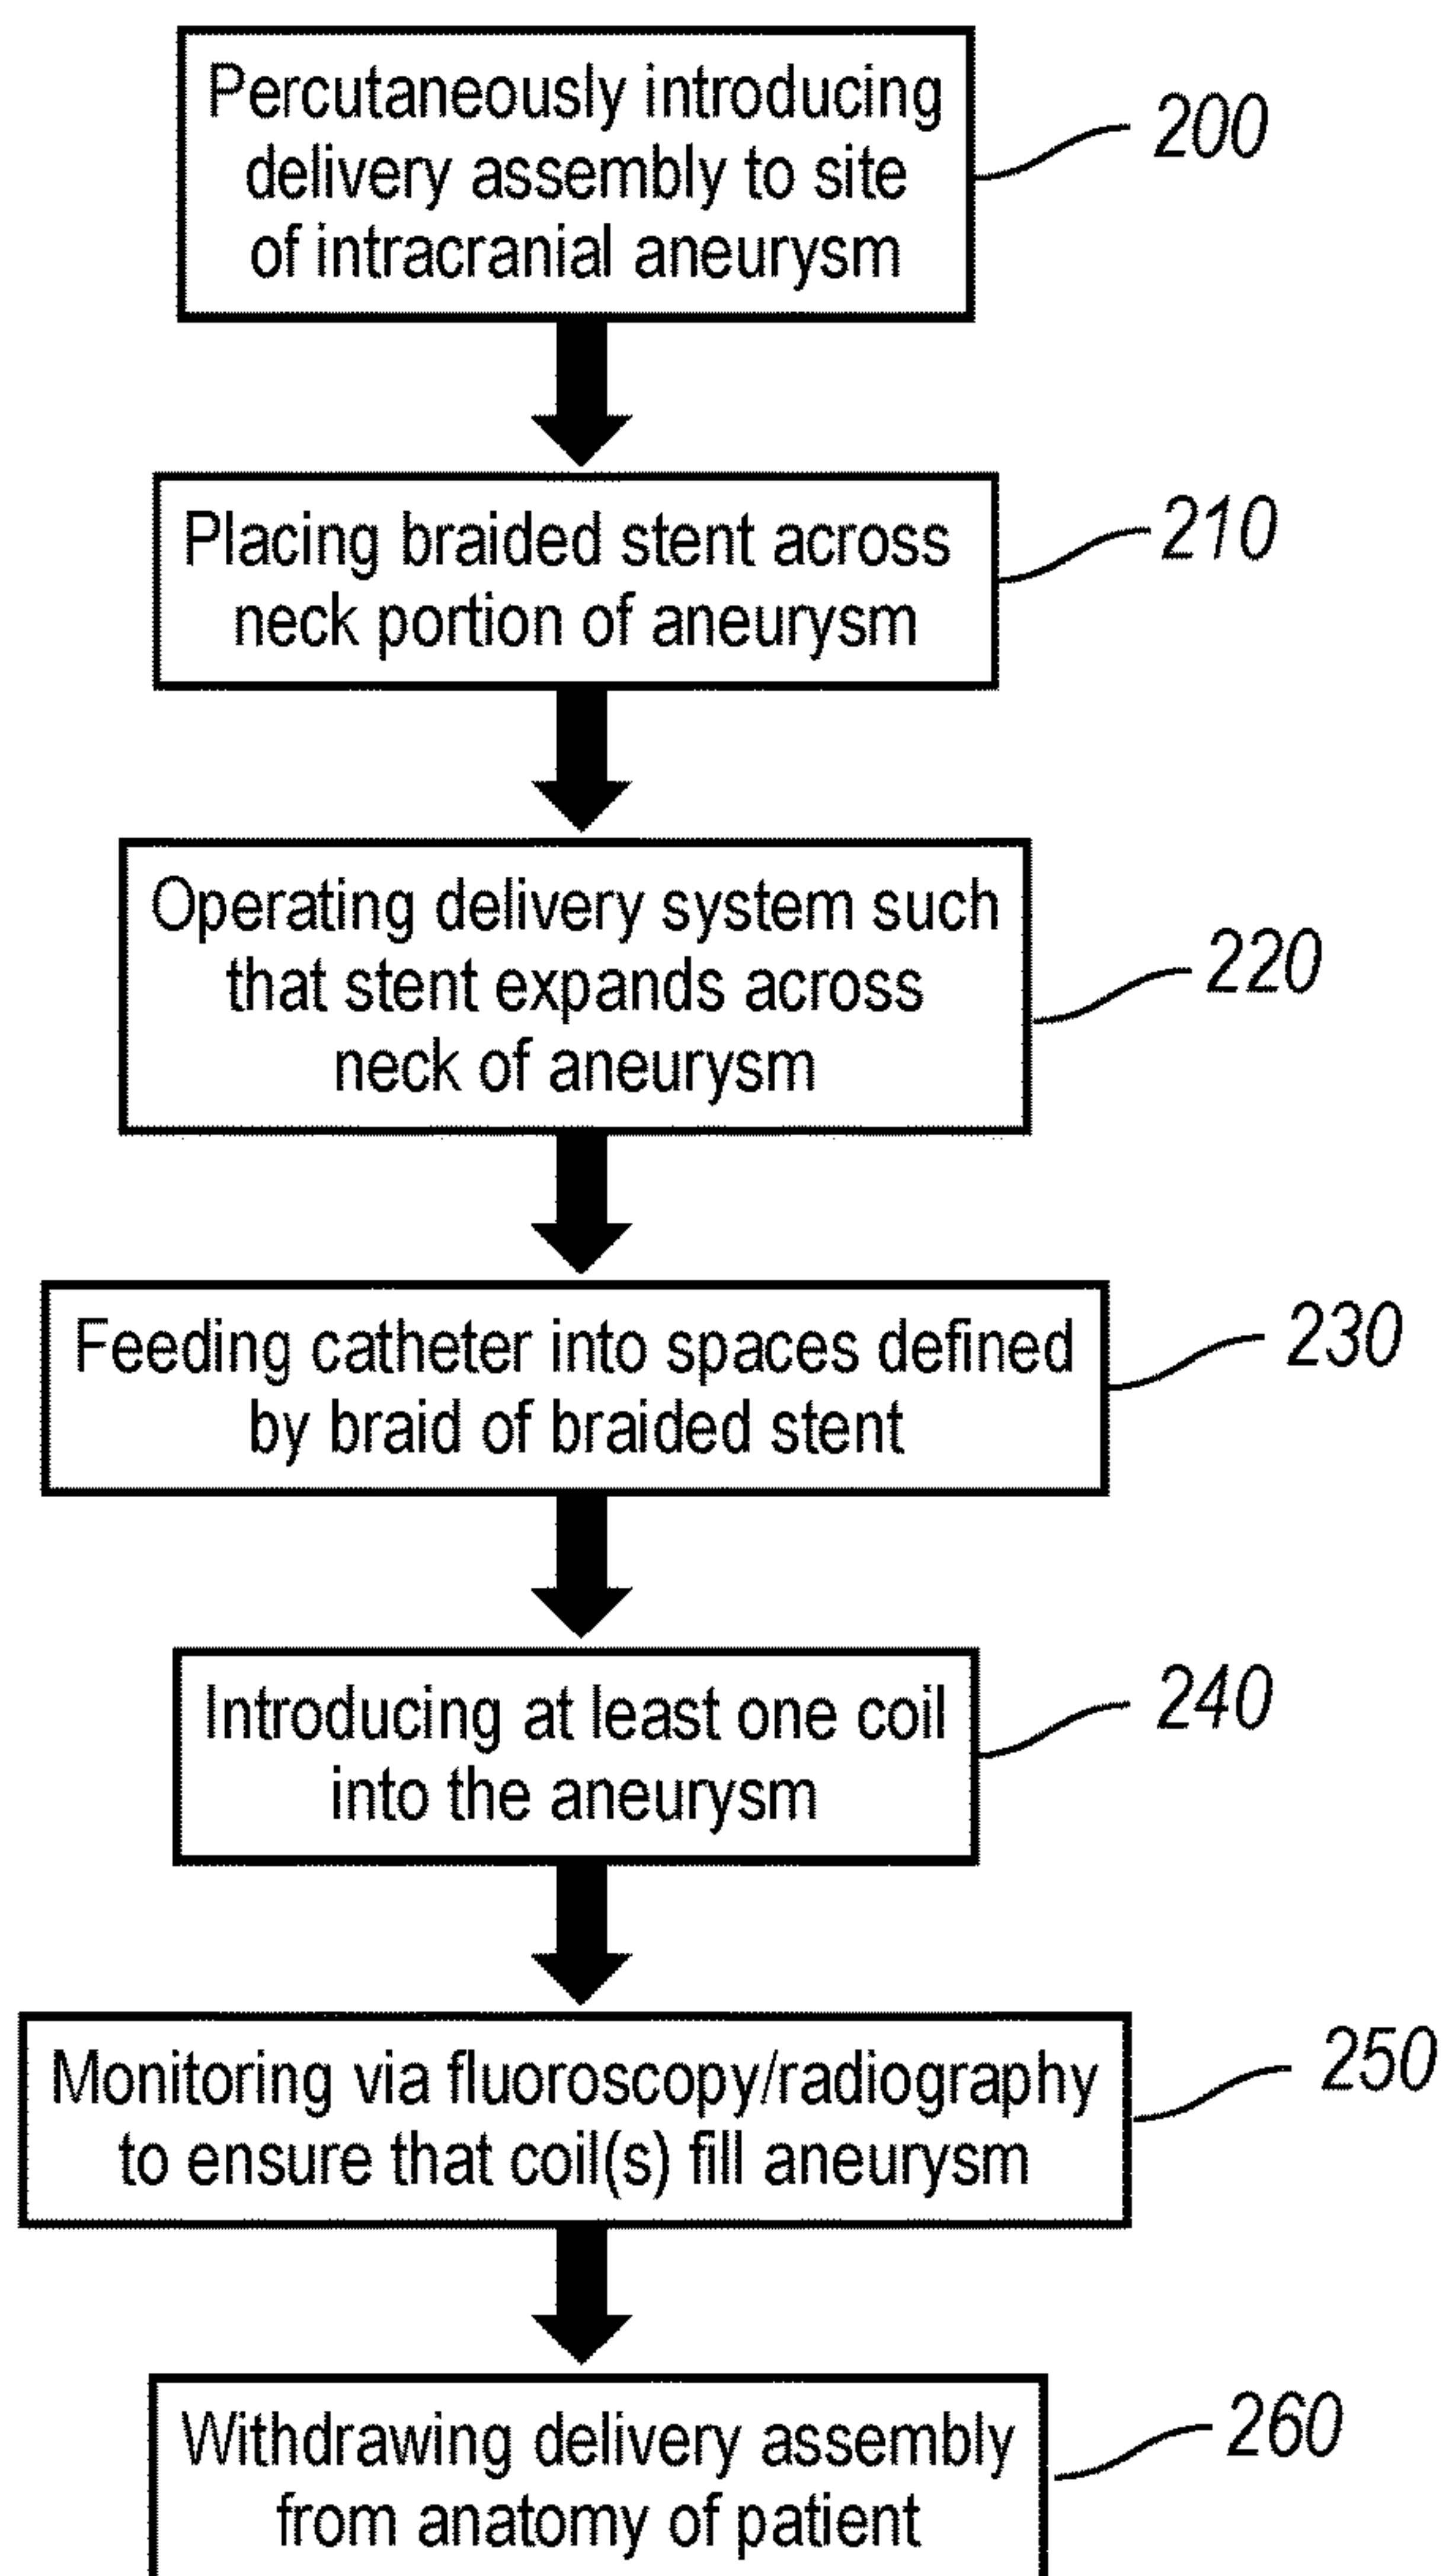 Percutaneously introducing
delivery assembly to site
of intracranial aneurysm
200
Placing braided stent across
neck portion of aneurysm
210
Operating delivery system such
that stent expands across
neck of aneurysm
220
Feeding catheter into spaces defined
by braid of braided stent
230
Introducing at least one coil
into the aneurysm
240
Monitoring via fluoroscopy/radiography
to ensure that coil(s) fill aneurysm
250
Withdrawing delivery assembly
from anatomy of patient
260